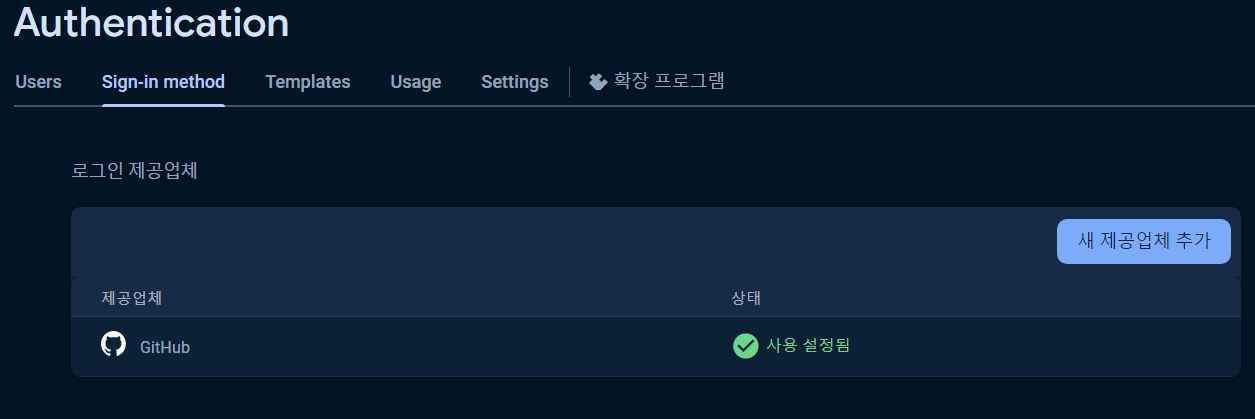 Authentication
Users Sign-in method Templates Usage Settings 확장 프로그램
로그인 제공업체
새 제공업체 추가
제공업체 상태
GitHub 사용 설정됨